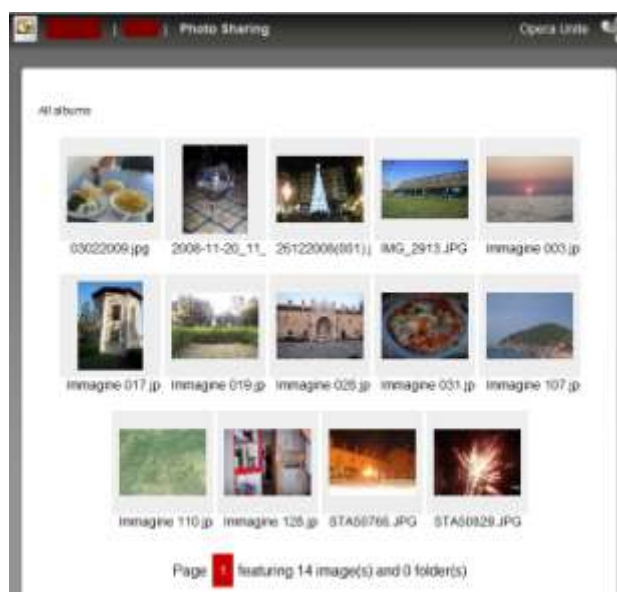 | | Photo Sharing Opera Unite
All albums
03022009.jpg 2008-11-20_11_ 26122008(001).j IMG_2913.JPG Immagine 003.jp
Immagine 017.jp Immagine 019.jp Immagine 026.jp Immagine 031.jp Immagine 107.jp
Immagine 110.jp Immagine 128.jp STA50766.JPG STA50829.JPG
Page 1 featuring 14 image(s) and 0 folder(s)